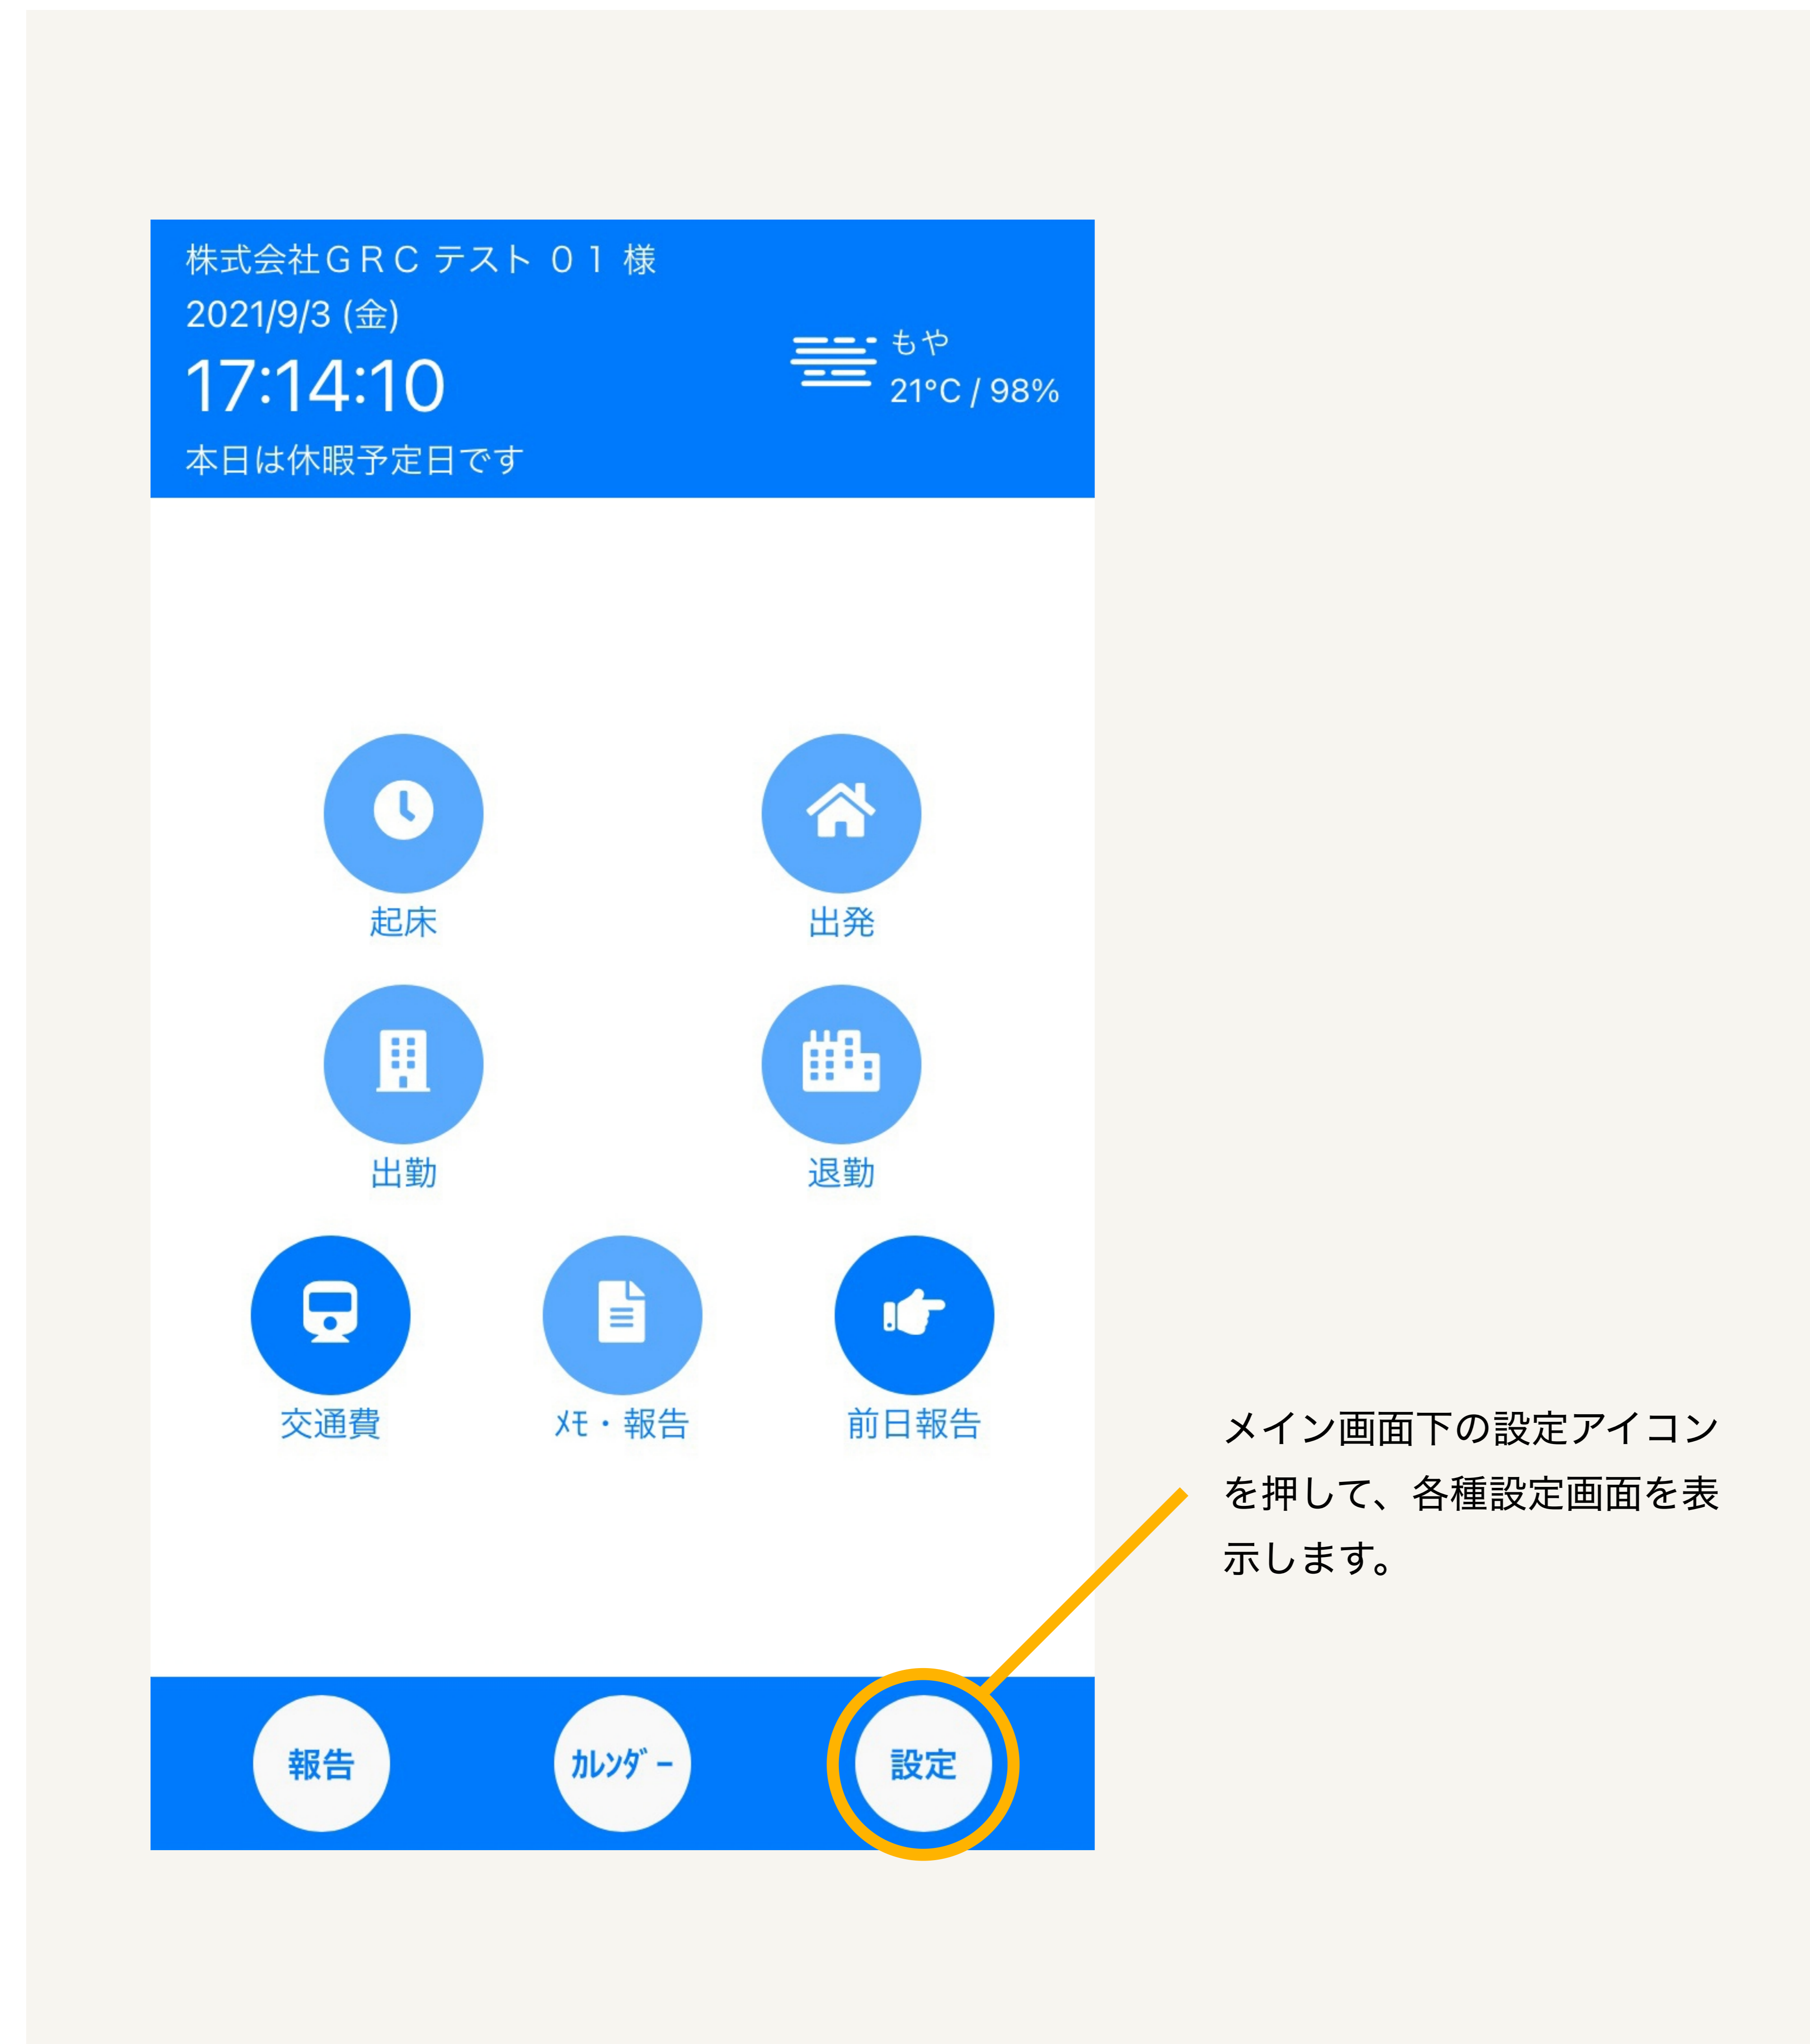 株式会社ＧＲＣ テスト ０１ 様
2021/9/3 (金)
17:14:10
もや
21°C / 98%
本日は休暇予定日です
起床
出発
出勤
退勤
交通費
ﾒﾓ・報告
前日報告
メイン画面下の設定アイコン
を押して、各種設定画面を表
示します。
報告
ｶﾚﾝﾀﾞｰ
設定